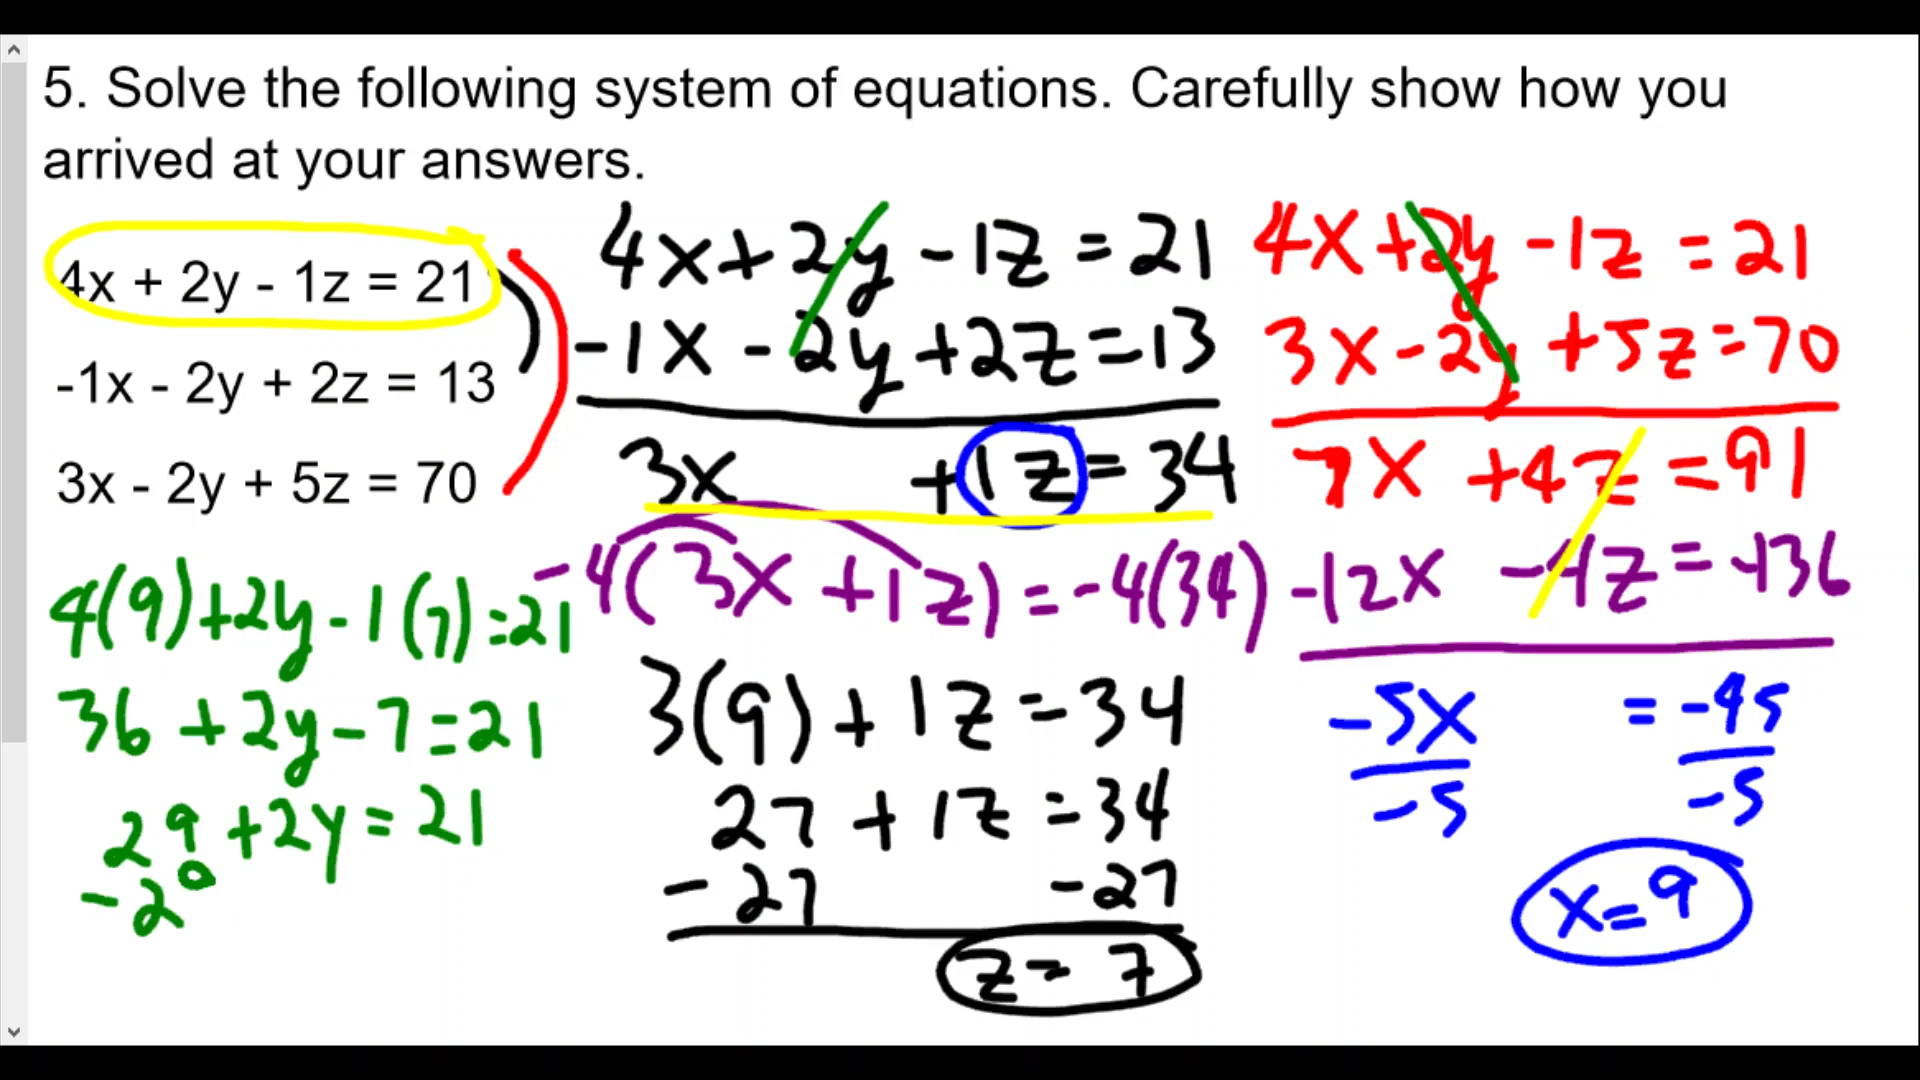 5. Solve the following system of equations. Carefully show how you
arrived at your answers.
4x + 2y - 1z = 21
-1x - 2y + 2z = 13
3x - 2y + 5z = 70
4(9)+2y-1(7)=21
36 +2y-7=21
29 +2y= 21
-29
4x+2y-1z=21
-1x-2y+2z=13
3x +1z=34
-4(3x+1z)=-4(34)
3(9)+1z=34
27+1z=34
-27 -27
z=7
4x+2y-1z=21
3x-2y+5z=70
7x+4z=91
-12x -4z=-136
-5x =-45
-5 -5
x=9